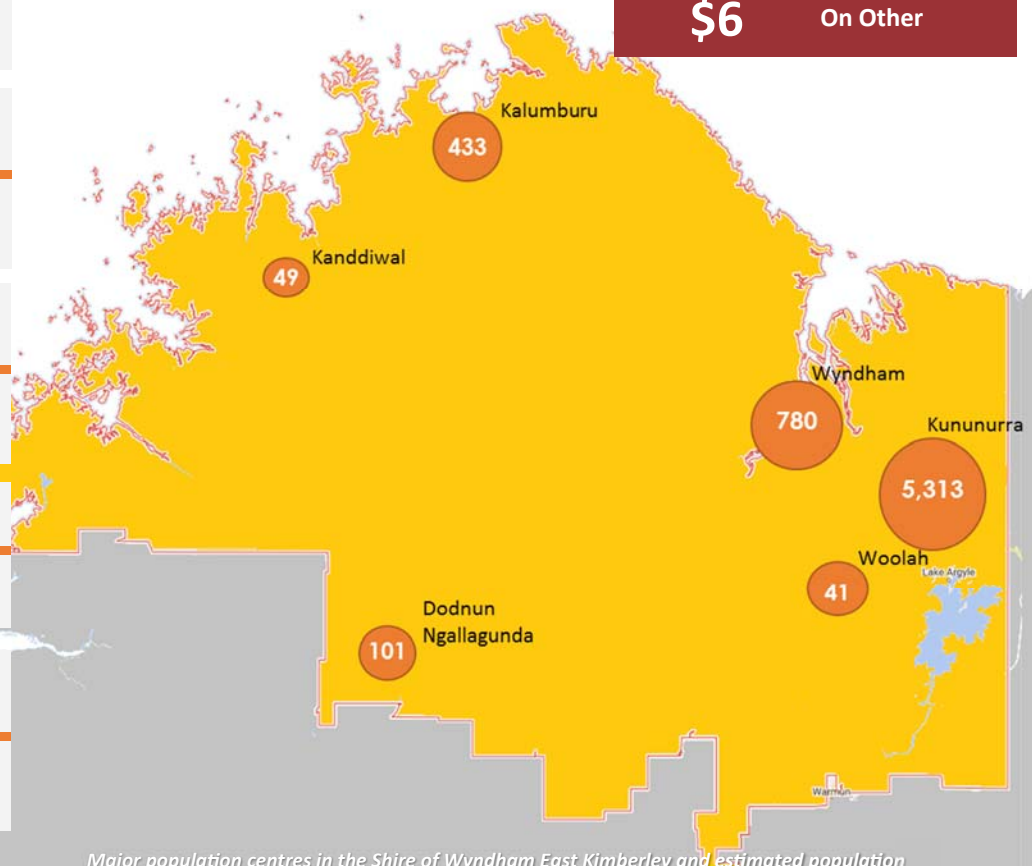 $6 On Other
Kalumburu
433
Kanddiwal
49
Wyndham
780
Kununurra
5,313
Woolah
41
Lake Argyle
Dodnun
Ngallagunda
101
Warmun
Major population centres in the Shire of Wyndham East Kimberley and estimated population